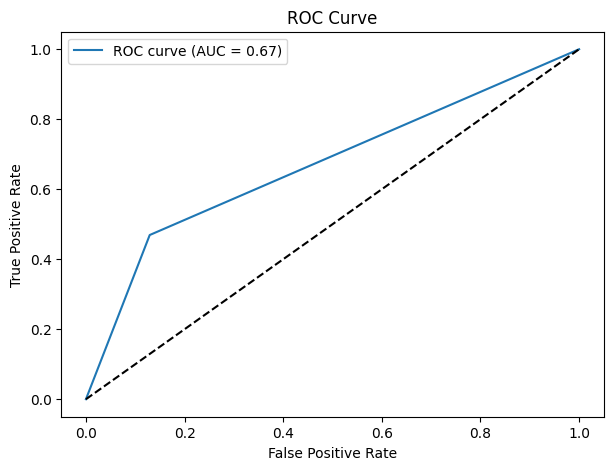 ROC Curve
ROC curve (AUC = 0.67)
1.0
0.8
0.6
0.4
0.2
0.0
True Positive Rate
0.0 0.2 0.4 0.6 0.8 1.0
False Positive Rate